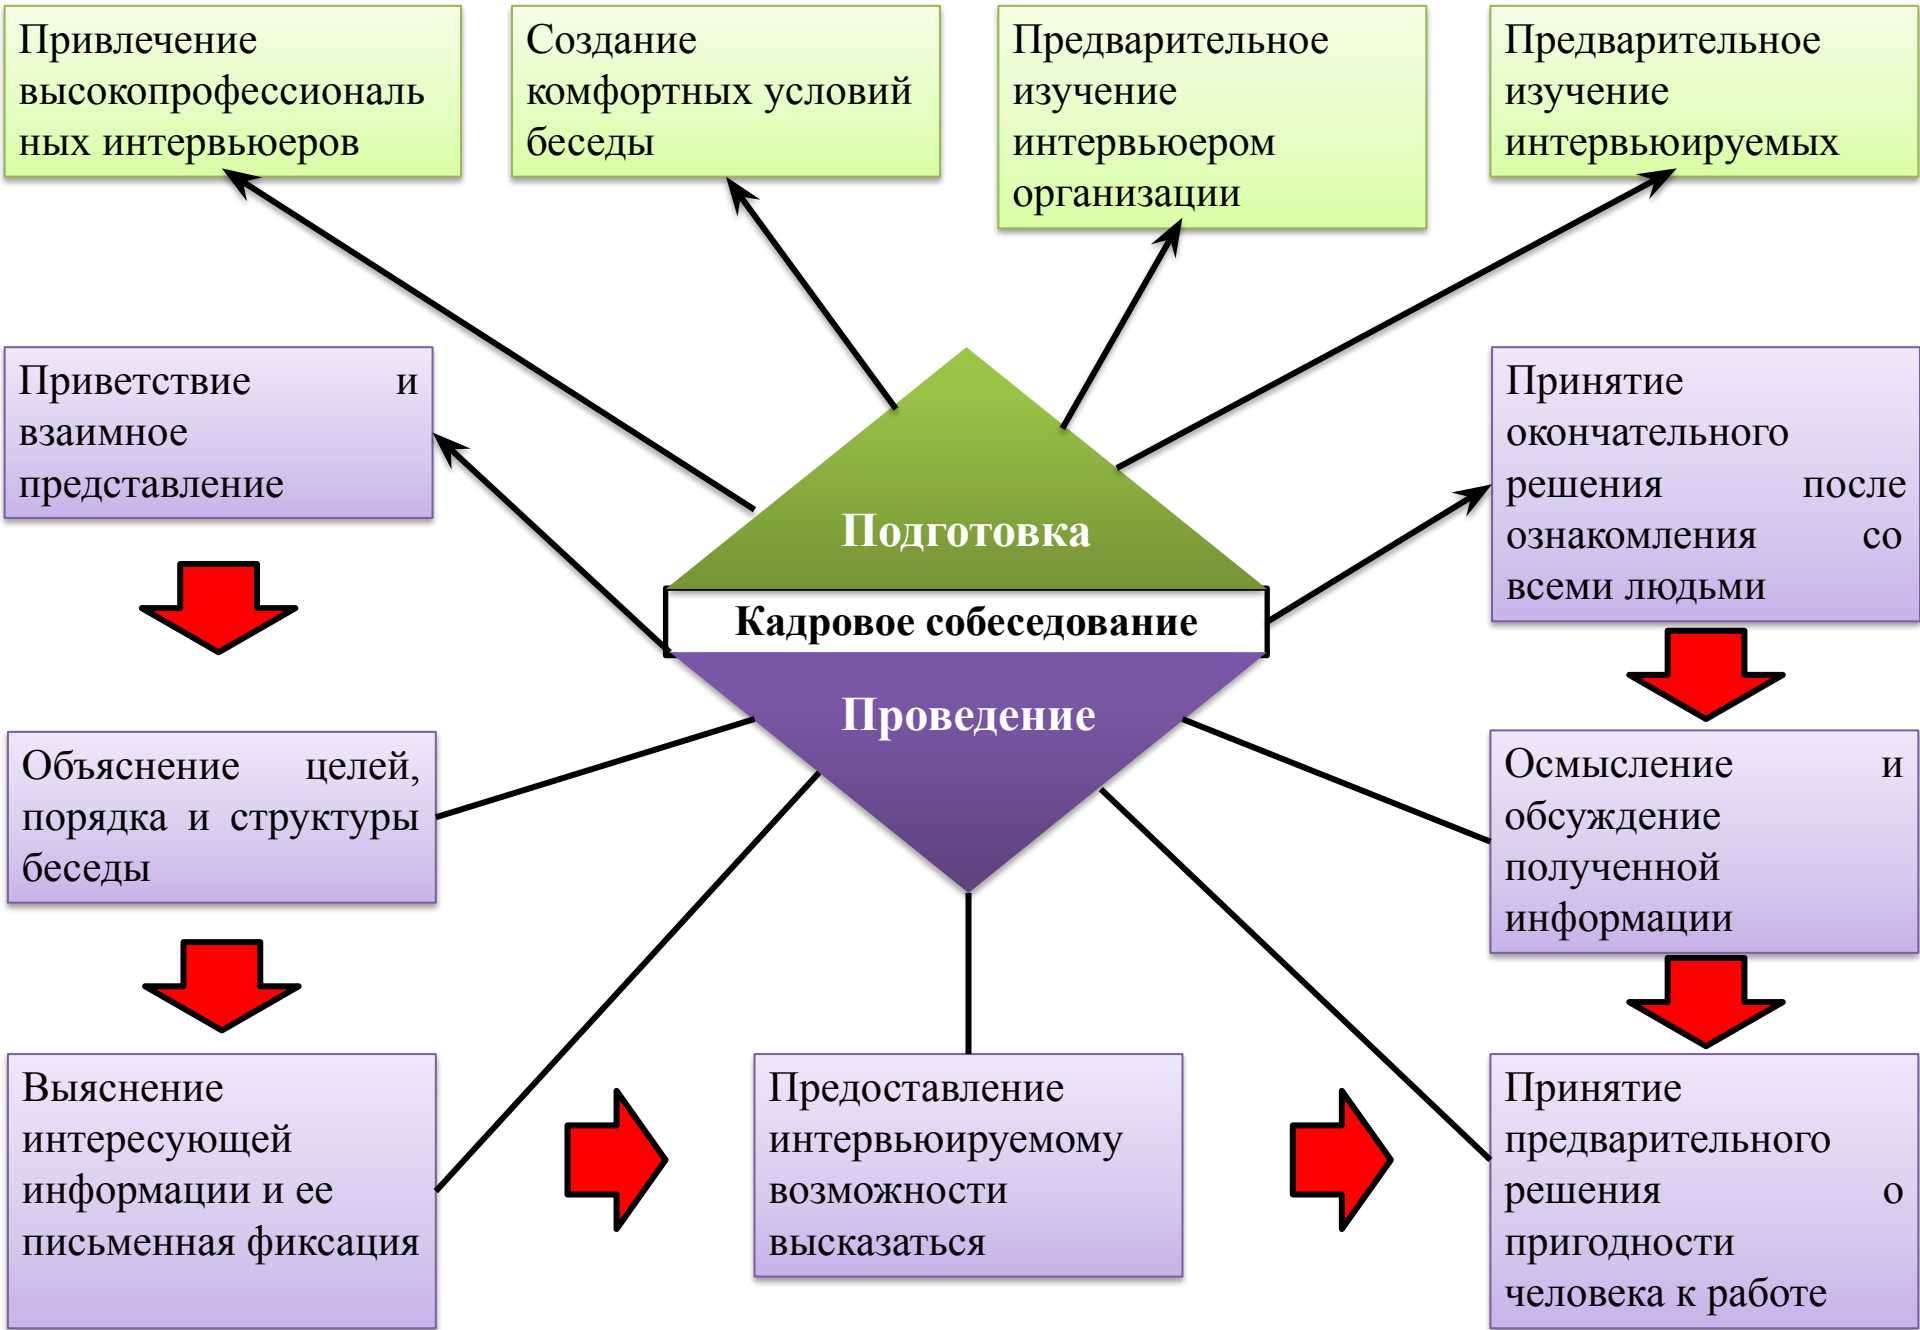 Привлечение
высокопрофессиональ
ных интервьюеров
Создание
комфортных условий
беседы
Предварительное
изучение
интервьюером
организации
Предварительное
изучение
интервьюируемых
Приветствие и
взаимное
представление
Подготовка
Кадровое собеседование
Проведение
Принятие
окончательного
решения после
ознакомления со
всеми людьми
Объяснение целей,
порядка и структуры
беседы
Осмысление и
обсуждение
полученной
информации
Выяснение
интересующей
информации и ее
письменная фиксация
Предоставление
интервьюируемому
возможности
высказаться
Принятие
предварительного
решения о
пригодности
человека к работе